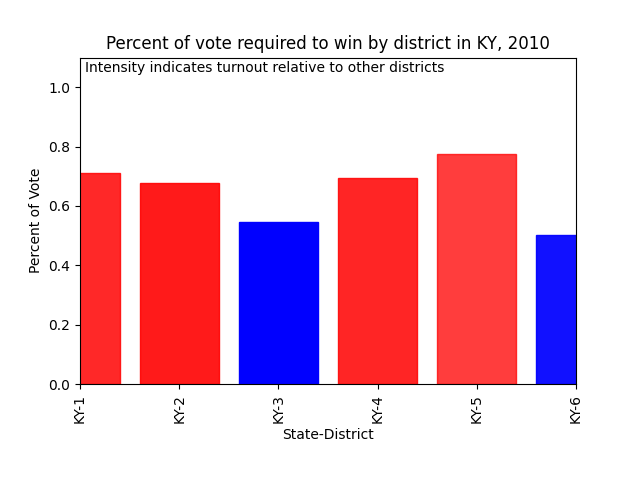 Percent of vote required to win by district in KY, 2010
Intensity indicates turnout relative to other districts
1.0
0.8
0.6
0.4
0.2
0.0
Percent of Vote
KY-1
KY-2
KY-3
KY-4
KY-5
KY-6
State-District